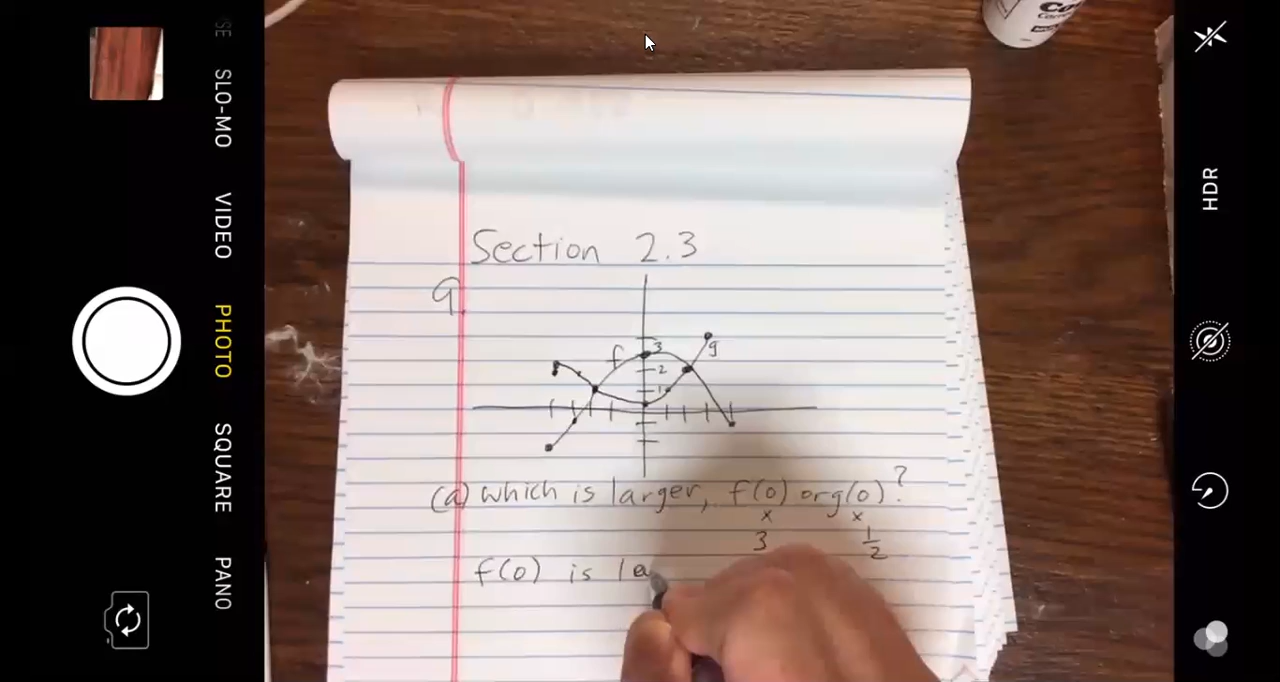 SLO-MO
VIDEO
PHOTO
SQUARE
PANO
HDR
Section 2.3
9.
f
3
g
2
1
(a) which is larger, f(0) or g(0)?
x x
3 1/2
f(0) is la